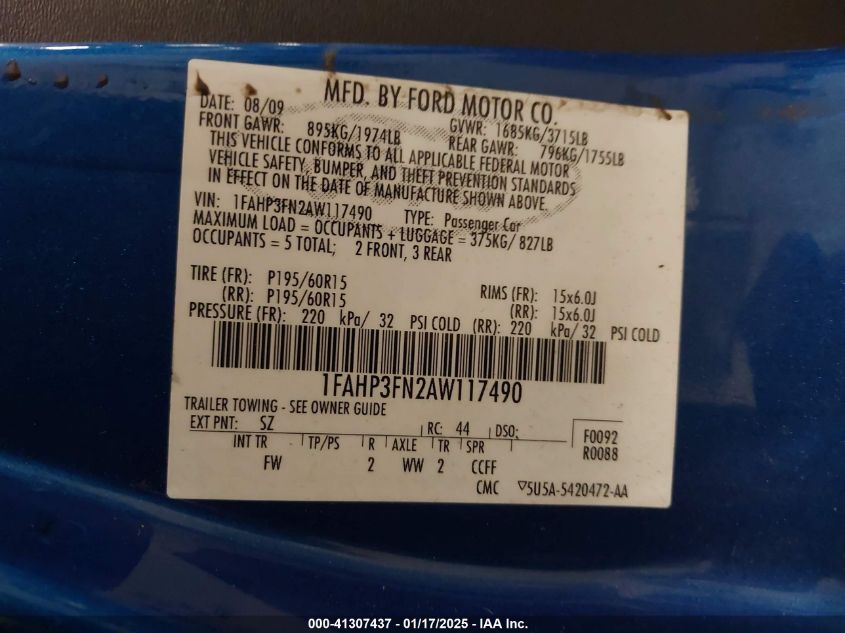 MFD. BY FORD MOTOR CO.
DATE: 08/09 GVWR: 1685KG/3715LB
FRONT GAWR: 895KG/1974LB REAR GAWR: 796KG/1755LB
THIS VEHICLE CONFORMS TO ALL APPLICABLE FEDERAL MOTOR
VEHICLE SAFETY, BUMPER, AND THEFT PREVENTION STANDARDS
IN EFFECT ON THE DATE OF MANUFACTURE SHOWN ABOVE.
VIN: 1FAHP3FN2AW117490 TYPE: Passenger Car
MAXIMUM LOAD = OCCUPANTS + LUGGAGE = 375KG/ 827LB
OCCUPANTS = 5 TOTAL; 2 FRONT, 3 REAR
TIRE (FR): P195/60R15 RIMS (FR): 15x6.0J
(RR): P195/60R15 (RR): 15x6.0J
PRESSURE (FR): 220 kPa/ 32 PSI COLD (RR): 220 kPa/ 32 PSI COLD
1FAHP3FN2AW117490
TRAILER TOWING - SEE OWNER GUIDE
EXT PNT: SZ RC: 44 DSO: F0092
INT TR TP/PS R AXLE TR SPR R0088
FW 2 WW 2 CCFF
CMC ▽5U5A-5420472-AA
000-41307437 - 01/17/2025 - IAA Inc.